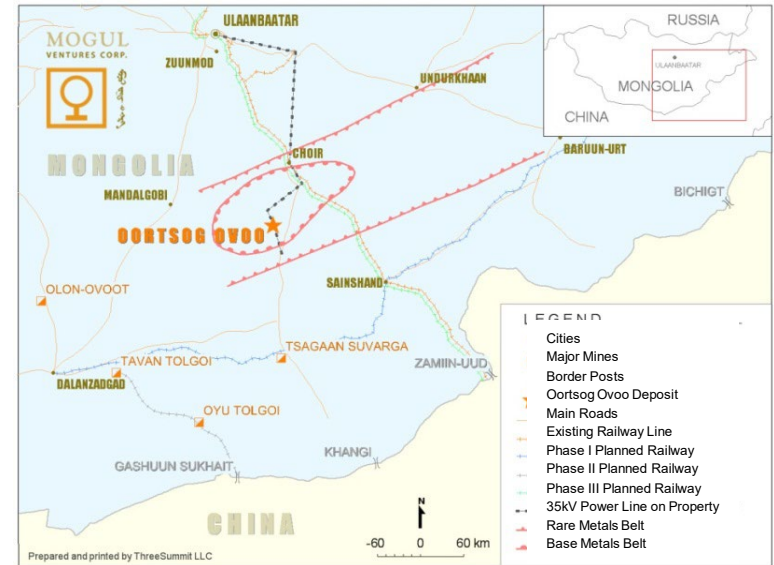 MOGUL
VENTURES CORP.
ULAANBAATAR
ZUUNMOD
UNDURKHAAN
RUSSIA
ULAANBAATAR
MONGOLIA
CHINA
MONGOLIA
CHOIR
BARUUN-URT
MANDALGOBI
BICHIGT
OORTSOG OVOO
SAINSHAND
OLON-OVOOT
TSAGAAN SUVARGA
TAVAN TOLGOI
ZAMIIN-UUD
DALANZADGAD
OYU TOLGOI
KHANGI
GASHUUN SUKHAIT
CHINA
N
-60 0 60 km
Prepared and printed by ThreeSummit LLC
LEGEND
Cities
Major Mines
Border Posts
Oortsog Ovoo Deposit
Main Roads
Existing Railway Line
Phase I Planned Railway
Phase II Planned Railway
Phase III Planned Railway
35kV Power Line on Property
Rare Metals Belt
Base Metals Belt